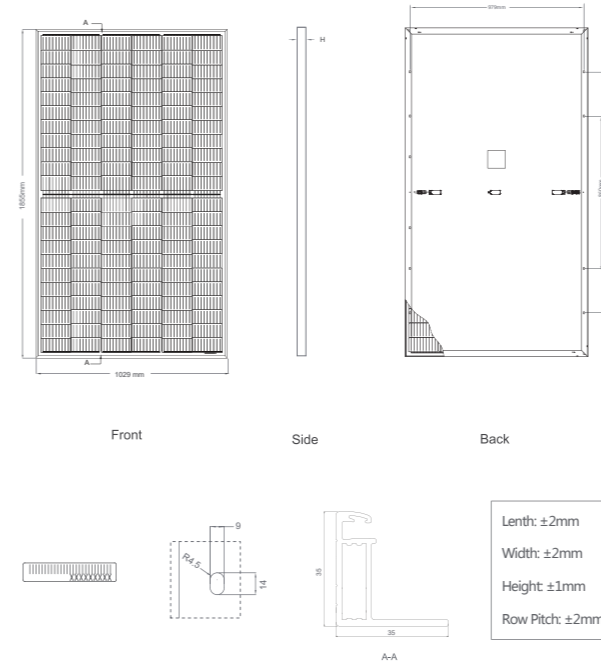 A
979mm
H
1855mm
A
1029 mm
Front
Side
Back
9
R4.5
14
35
35
A-A
Lenth: ±2mm
Width: ±2mm
Height: ±1mm
Row Pitch: ±2mm